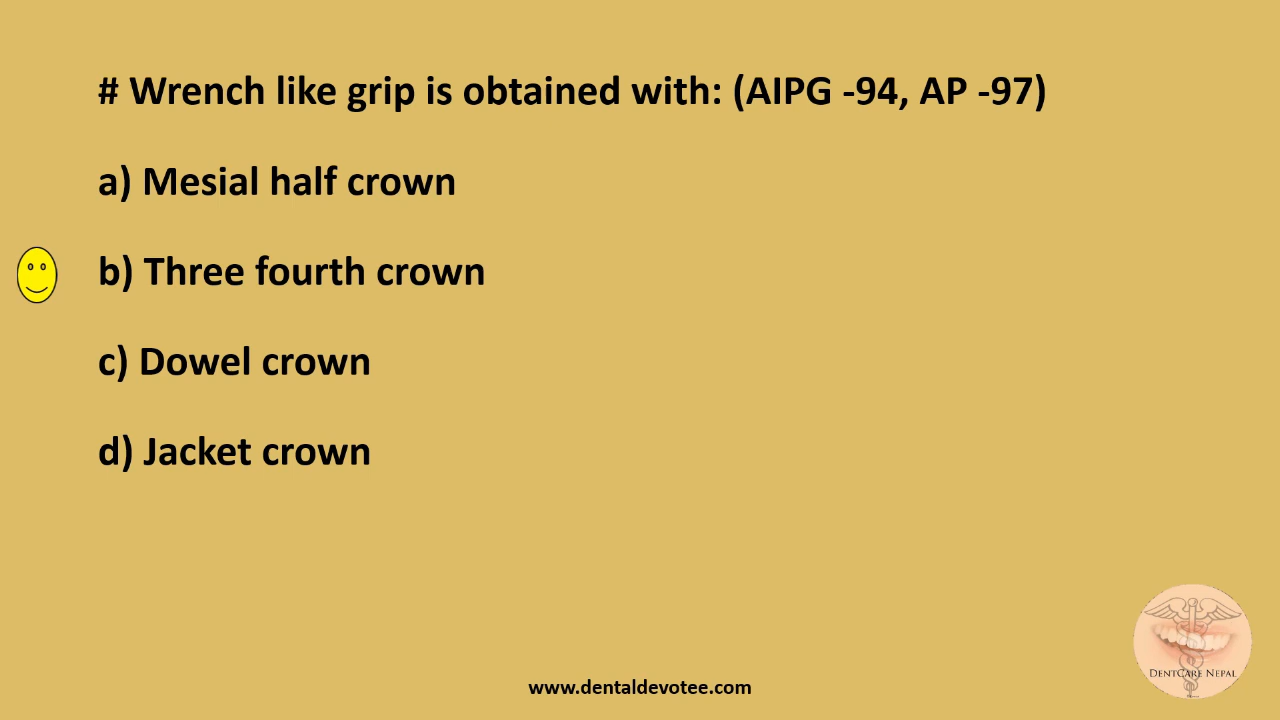 # Wrench like grip is obtained with: (AIPG -94, AP -97)
a) Mesial half crown
b) Three fourth crown
c) Dowel crown
d) Jacket crown
DENTCARE NEPAL
www.dentaldevotee.com